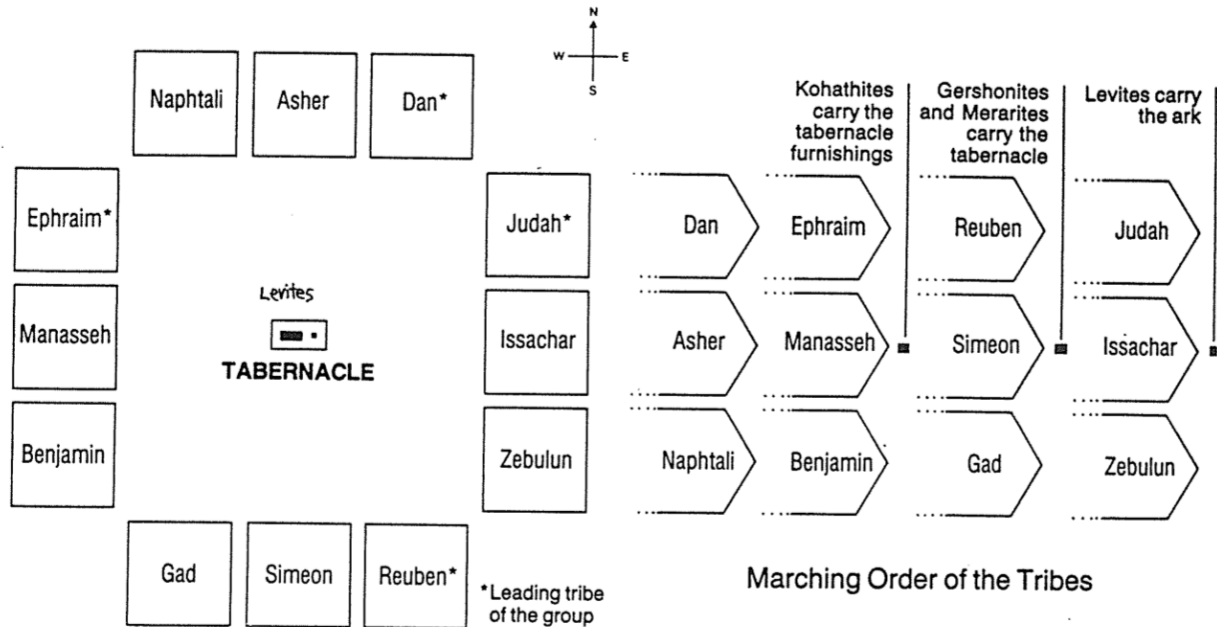 N
W E
S
Naphtali
Asher
Dan*
Ephraim*
Judah*
Levites
Manasseh
TABERNACLE
Issachar
Benjamin
Zebulun
Gad
Simeon
Reuben*
*Leading tribe
of the group
Kohathites
carry the
tabernacle
furnishings
Gershonites
and Merarites
carry the
tabernacle
Levites carry
the ark
Dan
Ephraim
Reuben
Judah
Asher
Manasseh
Simeon
Issachar
Naphtali
Benjamin
Gad
Zebulun
Marching Order of the Tribes